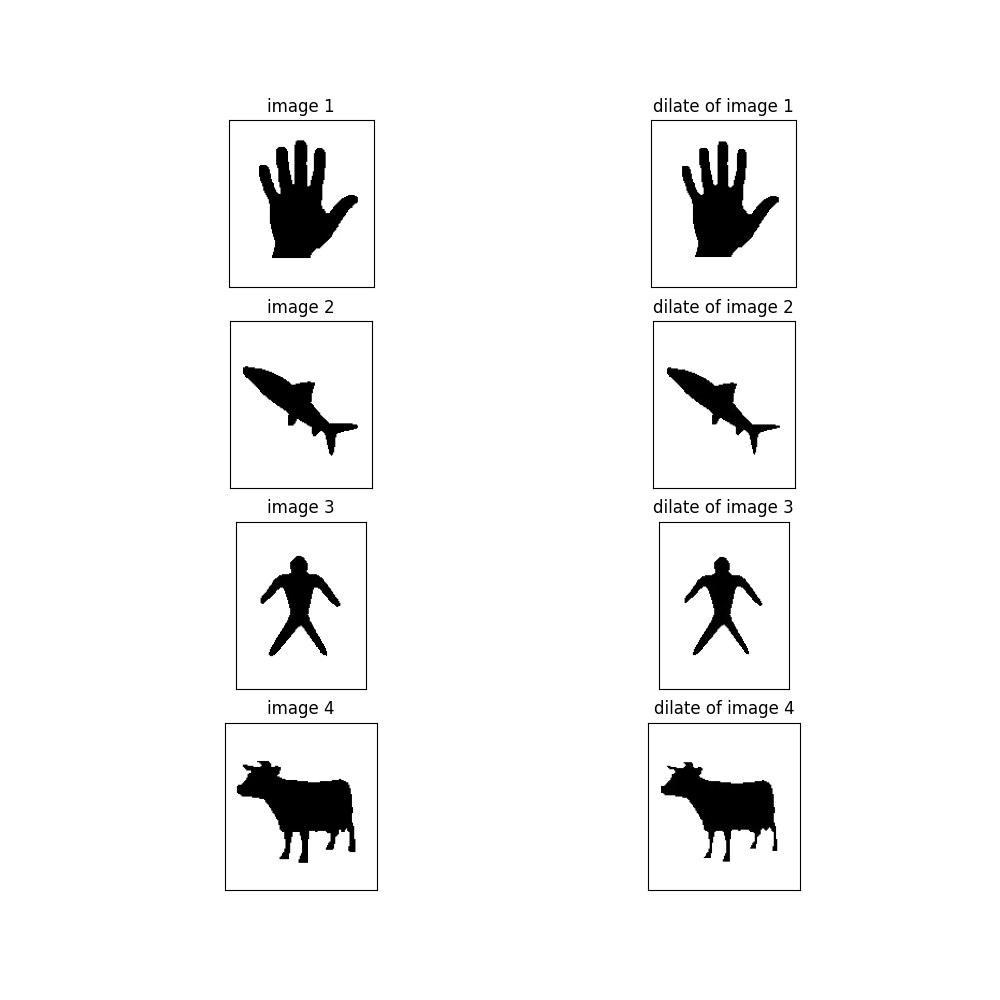 image 1
dilate of image 1
image 2
dilate of image 2
image 3
dilate of image 3
image 4
dilate of image 4